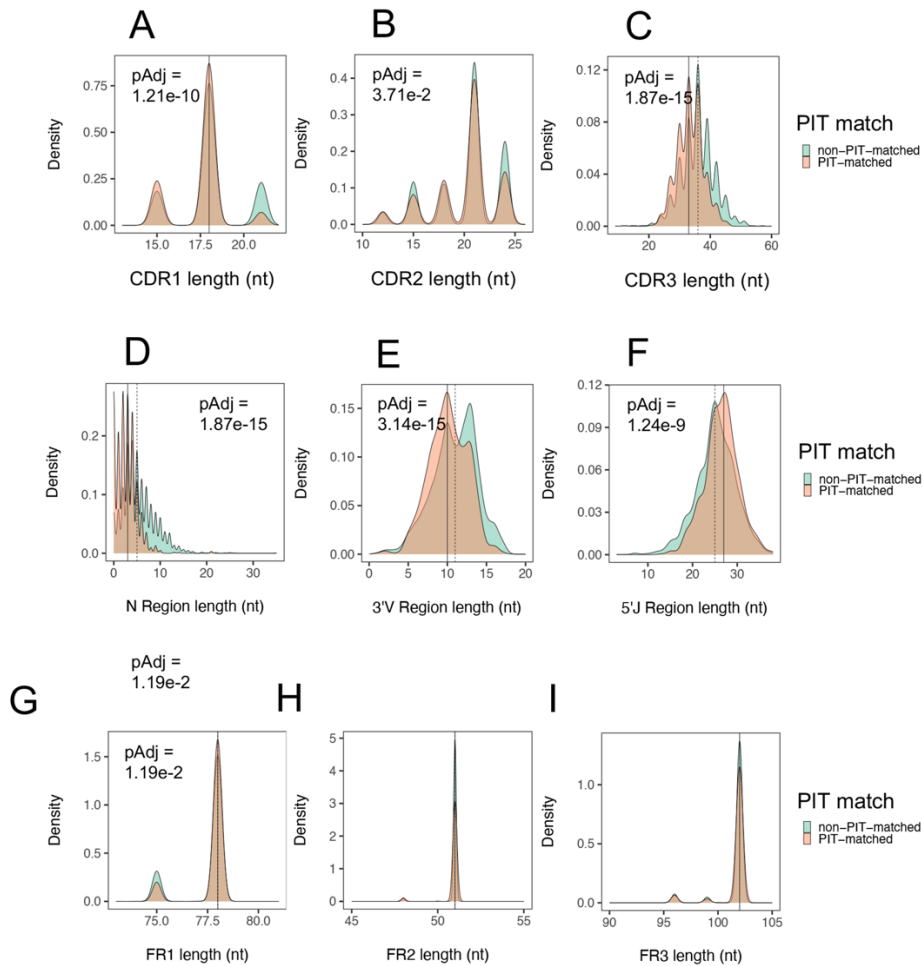 A
B
C
pAdj =
1.21e-10
pAdj =
3.71e-2
pAdj =
1.87e-15
Density
0.75
0.50
0.25
0.00
15.0
17.5
20.0
CDR1 length (nt)
Density
0.4
0.3
0.2
0.1
0.0
10
15
20
25
CDR2 length (nt)
Density
0.12
0.08
0.04
0.00
20
40
60
CDR3 length (nt)
PIT match
non-PIT-matched
PIT-matched
D
E
F
pAdj =
1.87e-15
pAdj =
3.14e-15
pAdj =
1.24e-9
Density
0.2
0.1
0.0
0
10
20
30
N Region length (nt)
Density
0.15
0.10
0.05
0.00
0
5
10
15
20
3'V Region length (nt)
Density
0.12
0.09
0.06
0.03
0.00
10
20
30
5'J Region length (nt)
PIT match
non-PIT-matched
PIT-matched
pAdj =
1.19e-2
G
H
I
pAdj =
1.19e-2
Density
1.5
1.0
0.5
0.0
75.0
77.5
80.0
FR1 length (nt)
Density
5
4
3
2
1
0
45
50
55
FR2 length (nt)
Density
1.0
0.5
0.0
90
95
100
105
FR3 length (nt)
PIT match
non-PIT-matched
PIT-matched